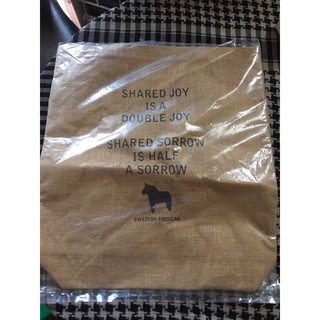 SHARED JOY
IS A
DOUBLE JOY
SHARED SORROW
IS HALF
A SORROW
SWEDISH PROVERB